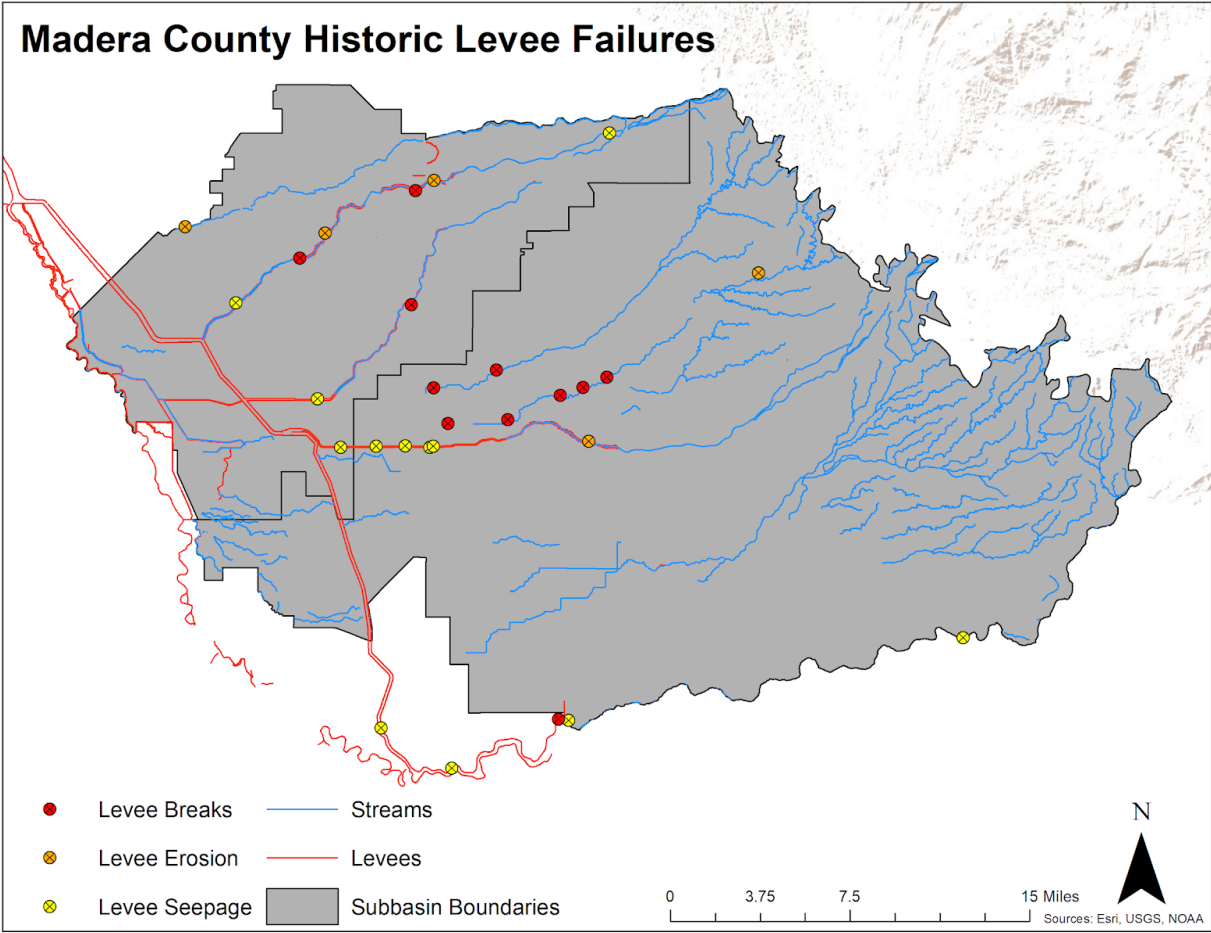 Madera County Historic Levee Failures
Levee Breaks
Streams
Levee Erosion
Levees
Levee Seepage
Subbasin Boundaries
N
0 3.75 7.5 15 Miles
Sources: Esri, USGS, NOAA